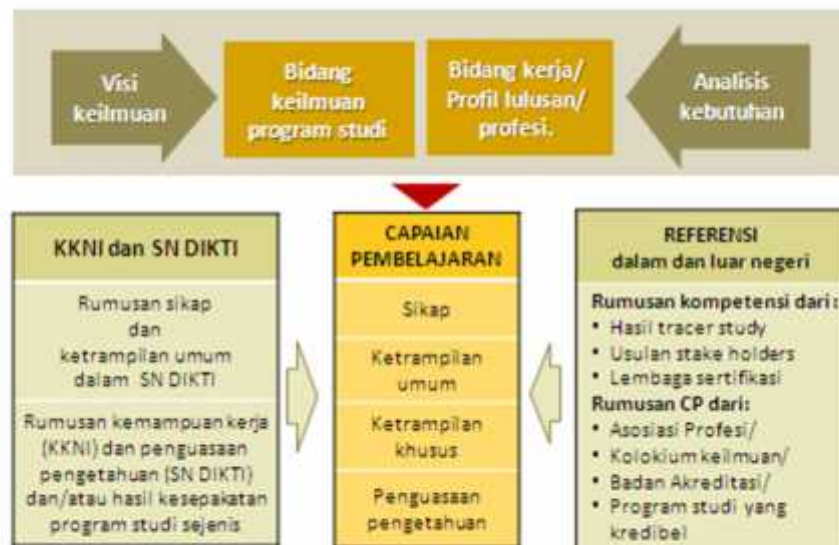 Visi
keilmuan
Bidang
keilmuan
program studi
Bidang kerja/
Profil lulusan/
profesi.
Analisis
kebutuhan
KKNI dan SN DIKTI
Rumusan sikap
dan
ketrampilan umum
dalam SN DIKTI
Rumusan kemampuan kerja
(KKNI) dan penguasaan
pengetahuan (SN DIKTI)
dan/atau hasil kesepakatan
program studi sejenis
CAPAIAN
PEMBELAJARAN
Sikap
Ketrampilan
umum
Ketrampilan
khusus
Penguasaan
pengetahuan
REFERENSI
dalam dan luar negeri
Rumusan kompetensi dari :
• Hasil tracer study
• Usulan stake holders
• Lembaga sertifikasi
Rumusan CP dari:
• Asosiasi Profesi/
• Kolokium keilmuan/
• Badan Akreditasi/
• Program studi yang
kredibel